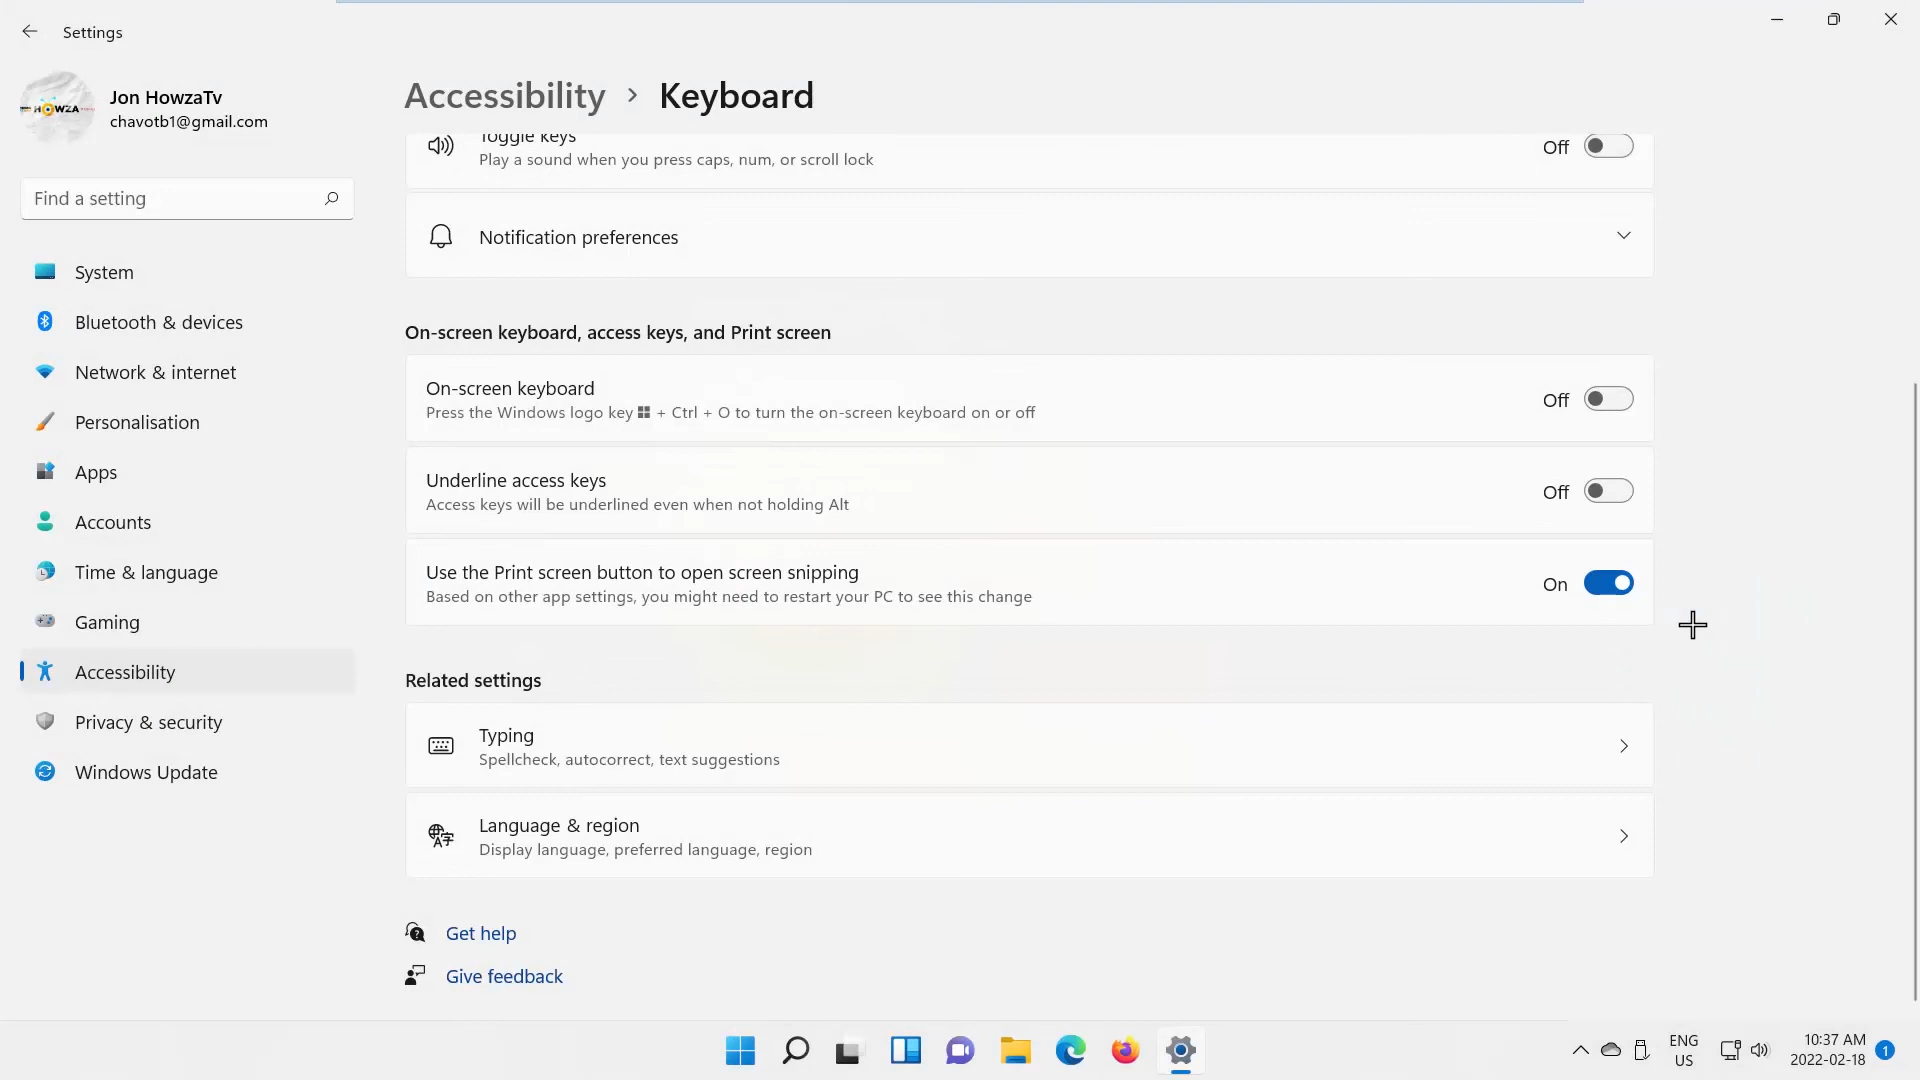 Settings
Jon HowzaTv
chavotb1@gmail.com
HOWZA
Find a setting
System
Bluetooth & devices
Network & internet
Personalisation
Apps
Accounts
Time & language
Gaming
Accessibility
Privacy & security
Windows Update
Accessibility > Keyboard
Toggle keys
Play a sound when you press caps, num, or scroll lock
Off
Notification preferences
On-screen keyboard, access keys, and Print screen
On-screen keyboard
Press the Windows logo key + Ctrl + O to turn the on-screen keyboard on or off
Off
Underline access keys
Access keys will be underlined even when not holding Alt
Off
Use the Print screen button to open screen snipping
Based on other app settings, you might need to restart your PC to see this change
On
Related settings
Typing
Spellcheck, autocorrect, text suggestions
Language & region
Display language, preferred language, region
Get help
Give feedback
ENG
US
10:37 AM
2022-02-18
1